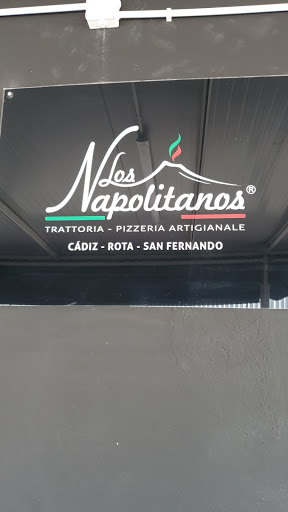 Los
Napolitanos®
TRATTORIA - PIZZERIA ARTIGIANALE
CÁDIZ - ROTA - SAN FERNANDO